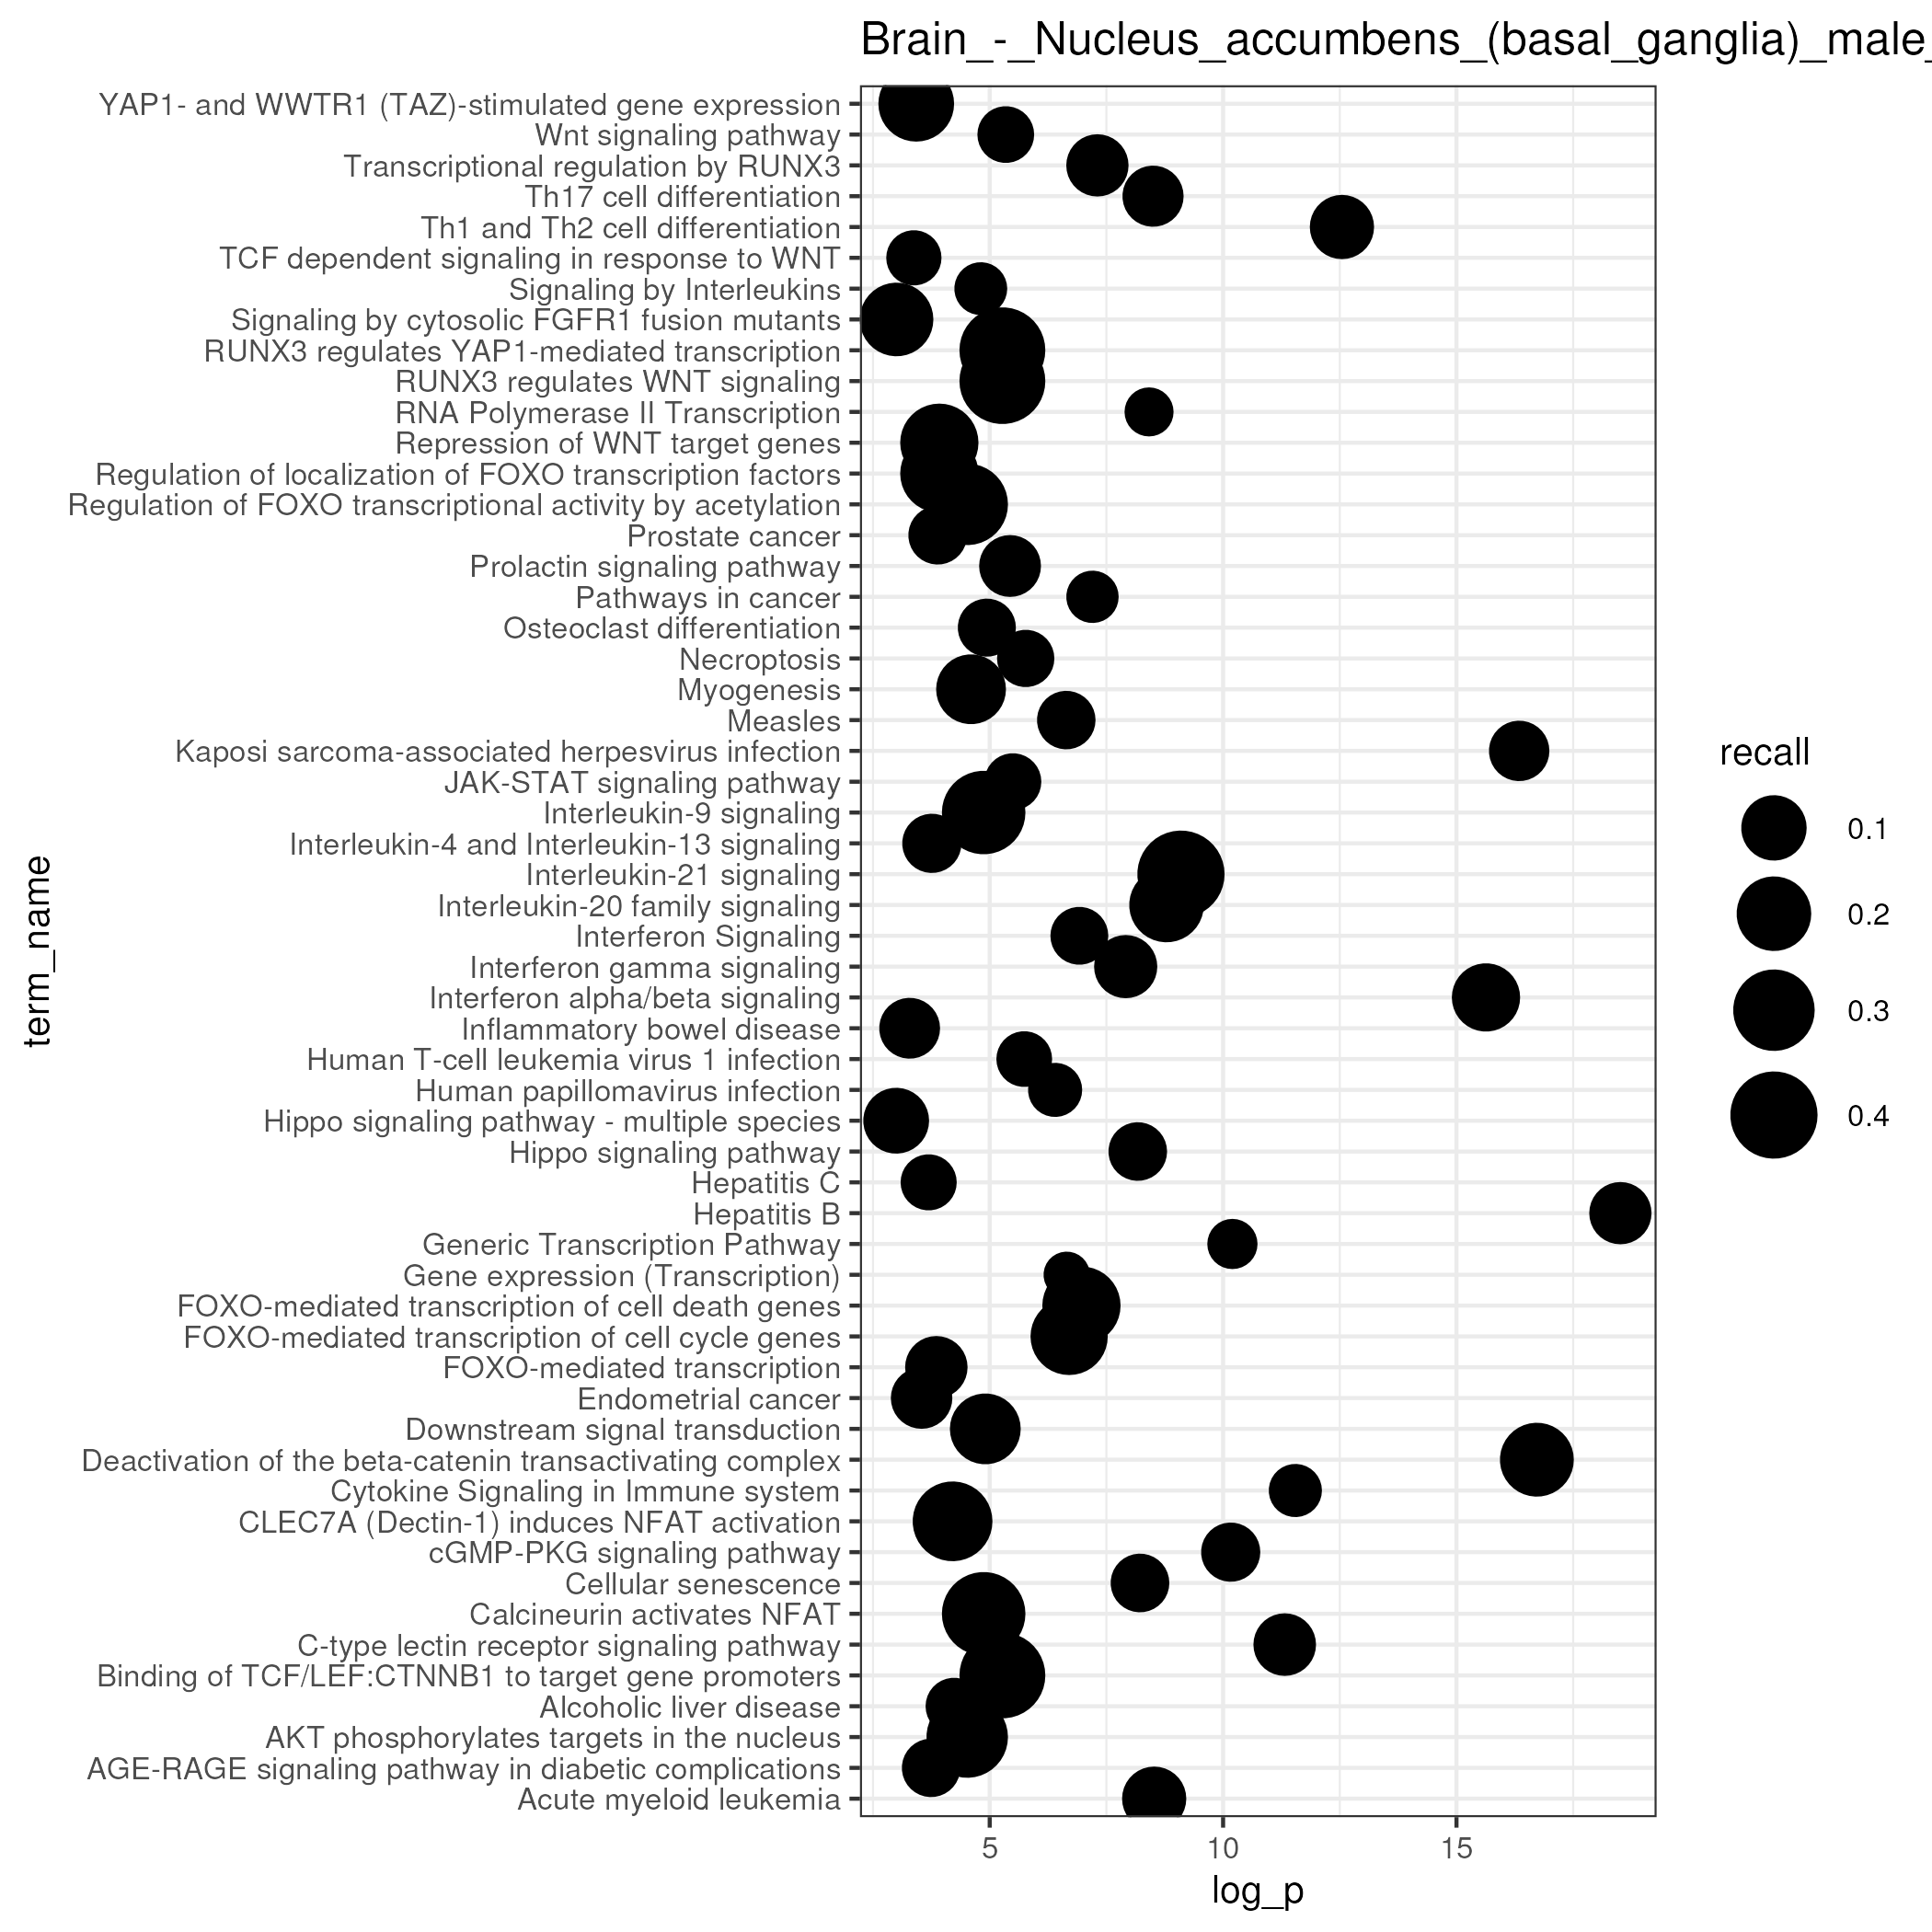 Brain_-_Nucleus_accumbens_(basal_ganglia)_male_
YAP1- and WWTR1 (TAZ)-stimulated gene expression
Wnt signaling pathway
Transcriptional regulation by RUNX3
Th17 cell differentiation
Th1 and Th2 cell differentiation
TCF dependent signaling in response to WNT
Signaling by Interleukins
Signaling by cytosolic FGFR1 fusion mutants
RUNX3 regulates YAP1-mediated transcription
RUNX3 regulates WNT signaling
RNA Polymerase II Transcription
Repression of WNT target genes
Regulation of localization of FOXO transcription factors
Regulation of FOXO transcriptional activity by acetylation
Prostate cancer
Prolactin signaling pathway
Pathways in cancer
Osteoclast differentiation
Necroptosis
Myogenesis
Measles
Kaposi sarcoma-associated herpesvirus infection
JAK-STAT signaling pathway
Interleukin-9 signaling
Interleukin-4 and Interleukin-13 signaling
Interleukin-21 signaling
Interleukin-20 family signaling
Interferon Signaling
Interferon gamma signaling
Interferon alpha/beta signaling
Inflammatory bowel disease
Human T-cell leukemia virus 1 infection
Human papillomavirus infection
Hippo signaling pathway - multiple species
Hippo signaling pathway
Hepatitis C
Hepatitis B
Generic Transcription Pathway
Gene expression (Transcription)
FOXO-mediated transcription of cell death genes
FOXO-mediated transcription of cell cycle genes
FOXO-mediated transcription
Endometrial cancer
Downstream signal transduction
Deactivation of the beta-catenin transactivating complex
Cytokine Signaling in Immune system
CLEC7A (Dectin-1) induces NFAT activation
cGMP-PKG signaling pathway
Cellular senescence
Calcineurin activates NFAT
C-type lectin receptor signaling pathway
Binding of TCF/LEF:CTNNB1 to target gene promoters
Alcoholic liver disease
AKT phosphorylates targets in the nucleus
AGE-RAGE signaling pathway in diabetic complications
Acute myeloid leukemia
term_name
5 10 15
log_p
recall
0.1
0.2
0.3
0.4